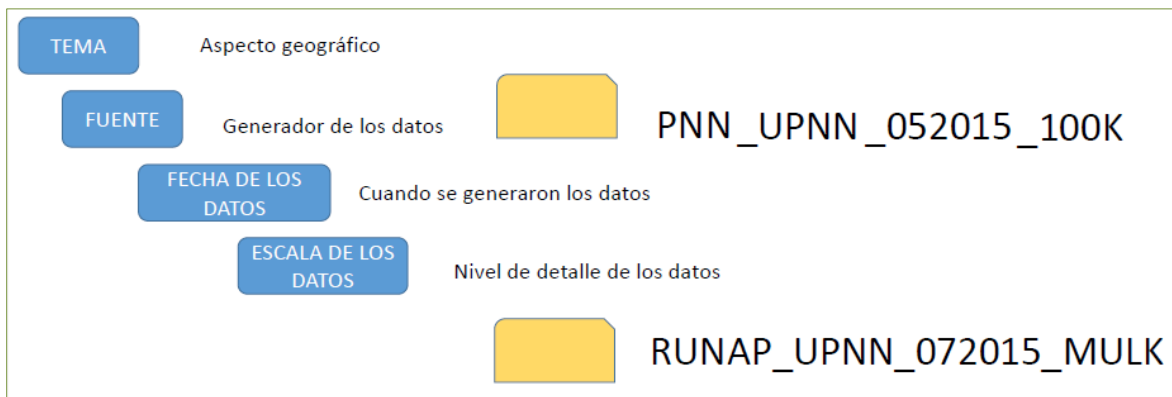 TEMA
Aspecto geográfico
FUENTE
Generador de los datos
PNN_UPNN_052015_100K
FECHA DE LOS
DATOS
Cuando se generaron los datos
ESCALA DE LOS
DATOS
Nivel de detalle de los datos
RUNAP_UPNN_072015_MULK